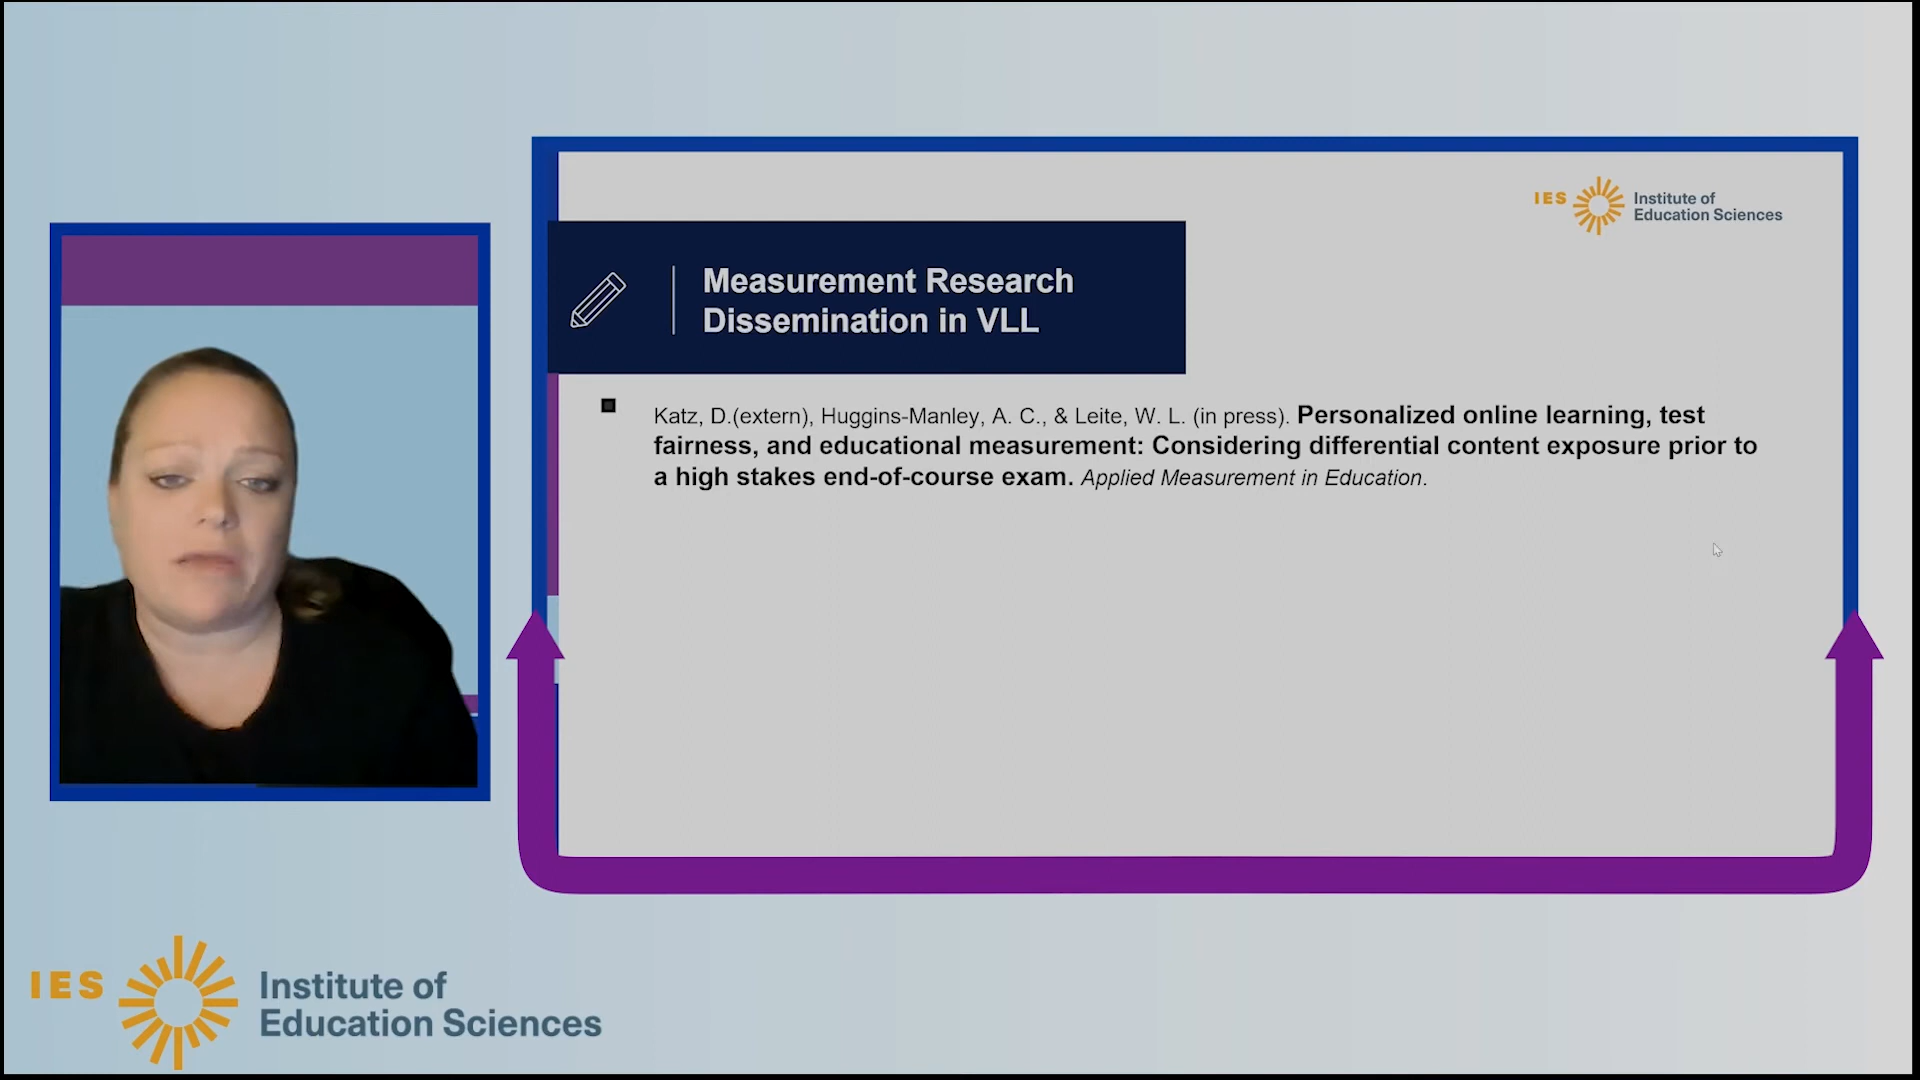 IES Institute of
Education Sciences
Measurement Research
Dissemination in VLL
Katz, D.(extern), Huggins-Manley, A. C., & Leite, W. L. (in press). Personalized online learning, test
fairness, and educational measurement: Considering differential content exposure prior to
a high stakes end-of-course exam. Applied Measurement in Education.
IES Institute of
Education Sciences